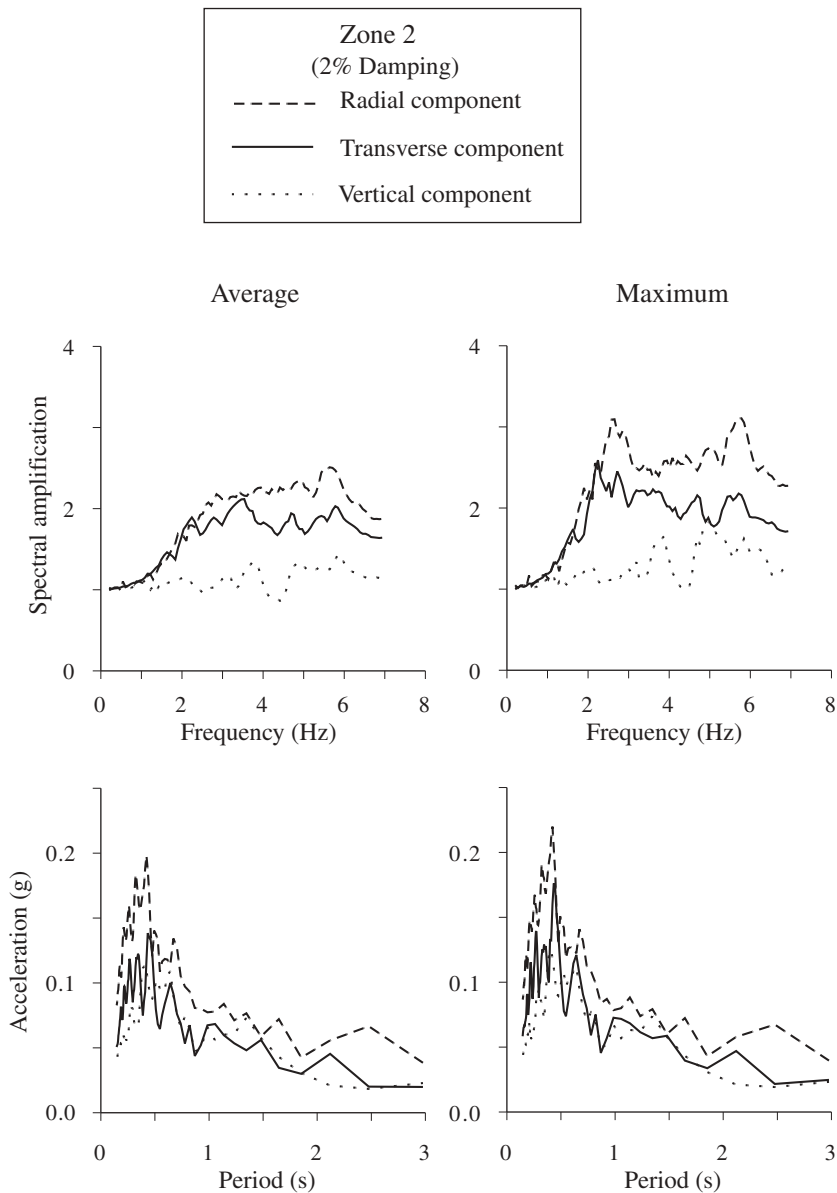 Zone 2
(2% Damping)
Radial component
Transverse component
Vertical component
Average
Maximum
Spectral amplification
4
2
0
0 2 4 6 8
Frequency (Hz)
4
2
0
0 2 4 6 8
Frequency (Hz)
Acceleration (g)
0.2
0.1
0.0
0 1 2 3
Period (s)
0.2
0.1
0.0
0 1 2 3
Period (s)